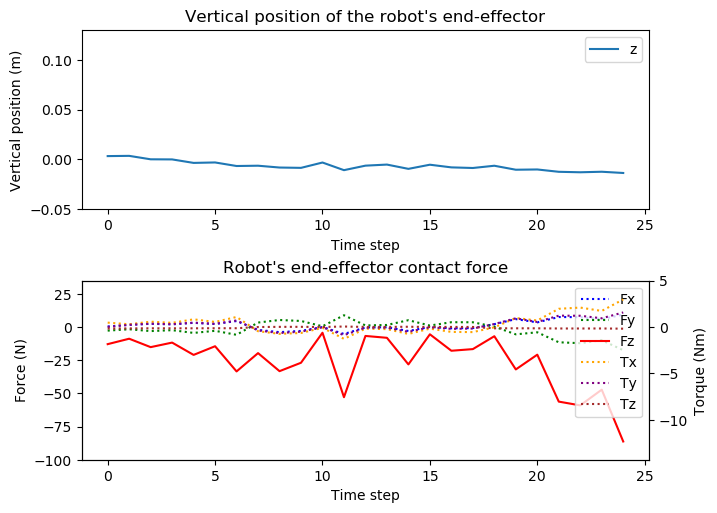 Vertical position of the robot's end-effector
Vertical position (m)
0.10
0.05
0.00
−0.05
z
0 5 10 15 20 25
Time step
Robot's end-effector contact force
Force (N)
25
0
−25
−50
−75
−100
Fx
Fy
Fz
Tx
Ty
Tz
5
0
−5
−10
Torque (Nm)
0 5 10 15 20 25
Time step